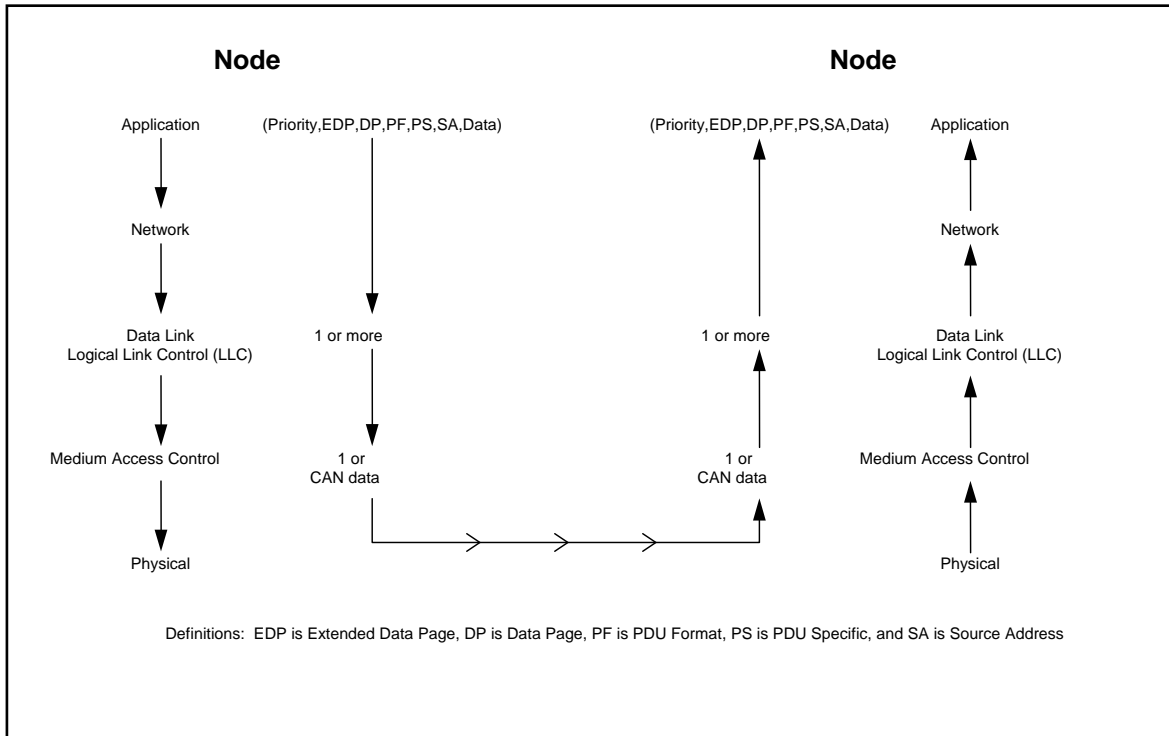 Node Node
Application (Priority,EDP,DP,PF,PS,SA,Data) (Priority,EDP,DP,PF,PS,SA,Data) Application
Network Network
Data Link 1 or more 1 or more Data Link
Logical Link Control (LLC) Logical Link Control (LLC)
Medium Access Control 1 or 1 or Medium Access Control
CAN data CAN data
Physical Physical
Definitions: EDP is Extended Data Page, DP is Data Page, PF is PDU Format, PS is PDU Specific, and SA is Source Address